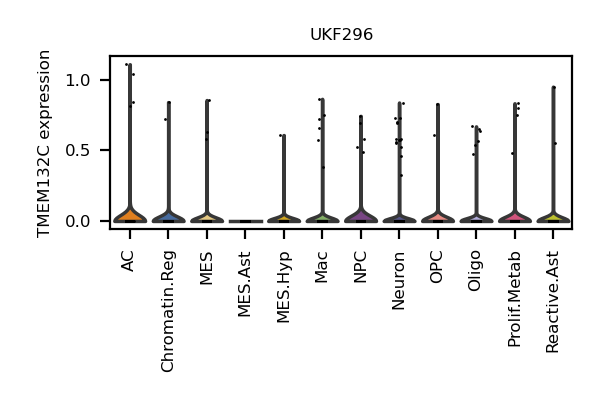 UKF296
TMEM132C expression
1.0
0.5
0.0
AC
Chromatin.Reg
MES
MES.Ast
MES.Hyp
Mac
NPC
Neuron
OPC
Oligo
Prolif.Metab
Reactive.Ast